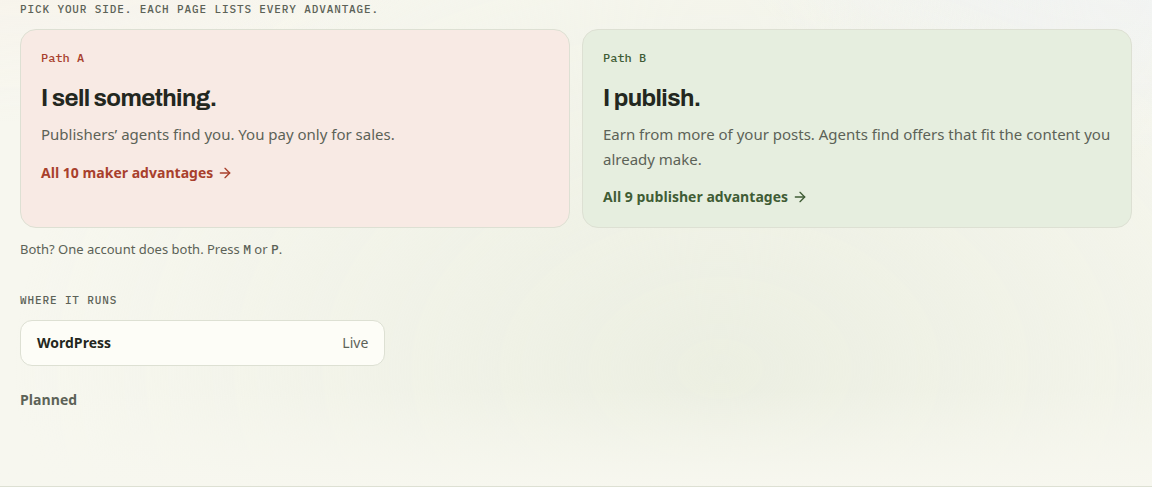 PICK YOUR SIDE. EACH PAGE LISTS EVERY ADVANTAGE.
Path A
I sell something.
Publishers’ agents find you. You pay only for sales.
All 10 maker advantages →
Path B
I publish.
Earn from more of your posts. Agents find offers that fit the content you
already make.
All 9 publisher advantages →
Both? One account does both. Press M or P.
WHERE IT RUNS
WordPress
Live
Planned